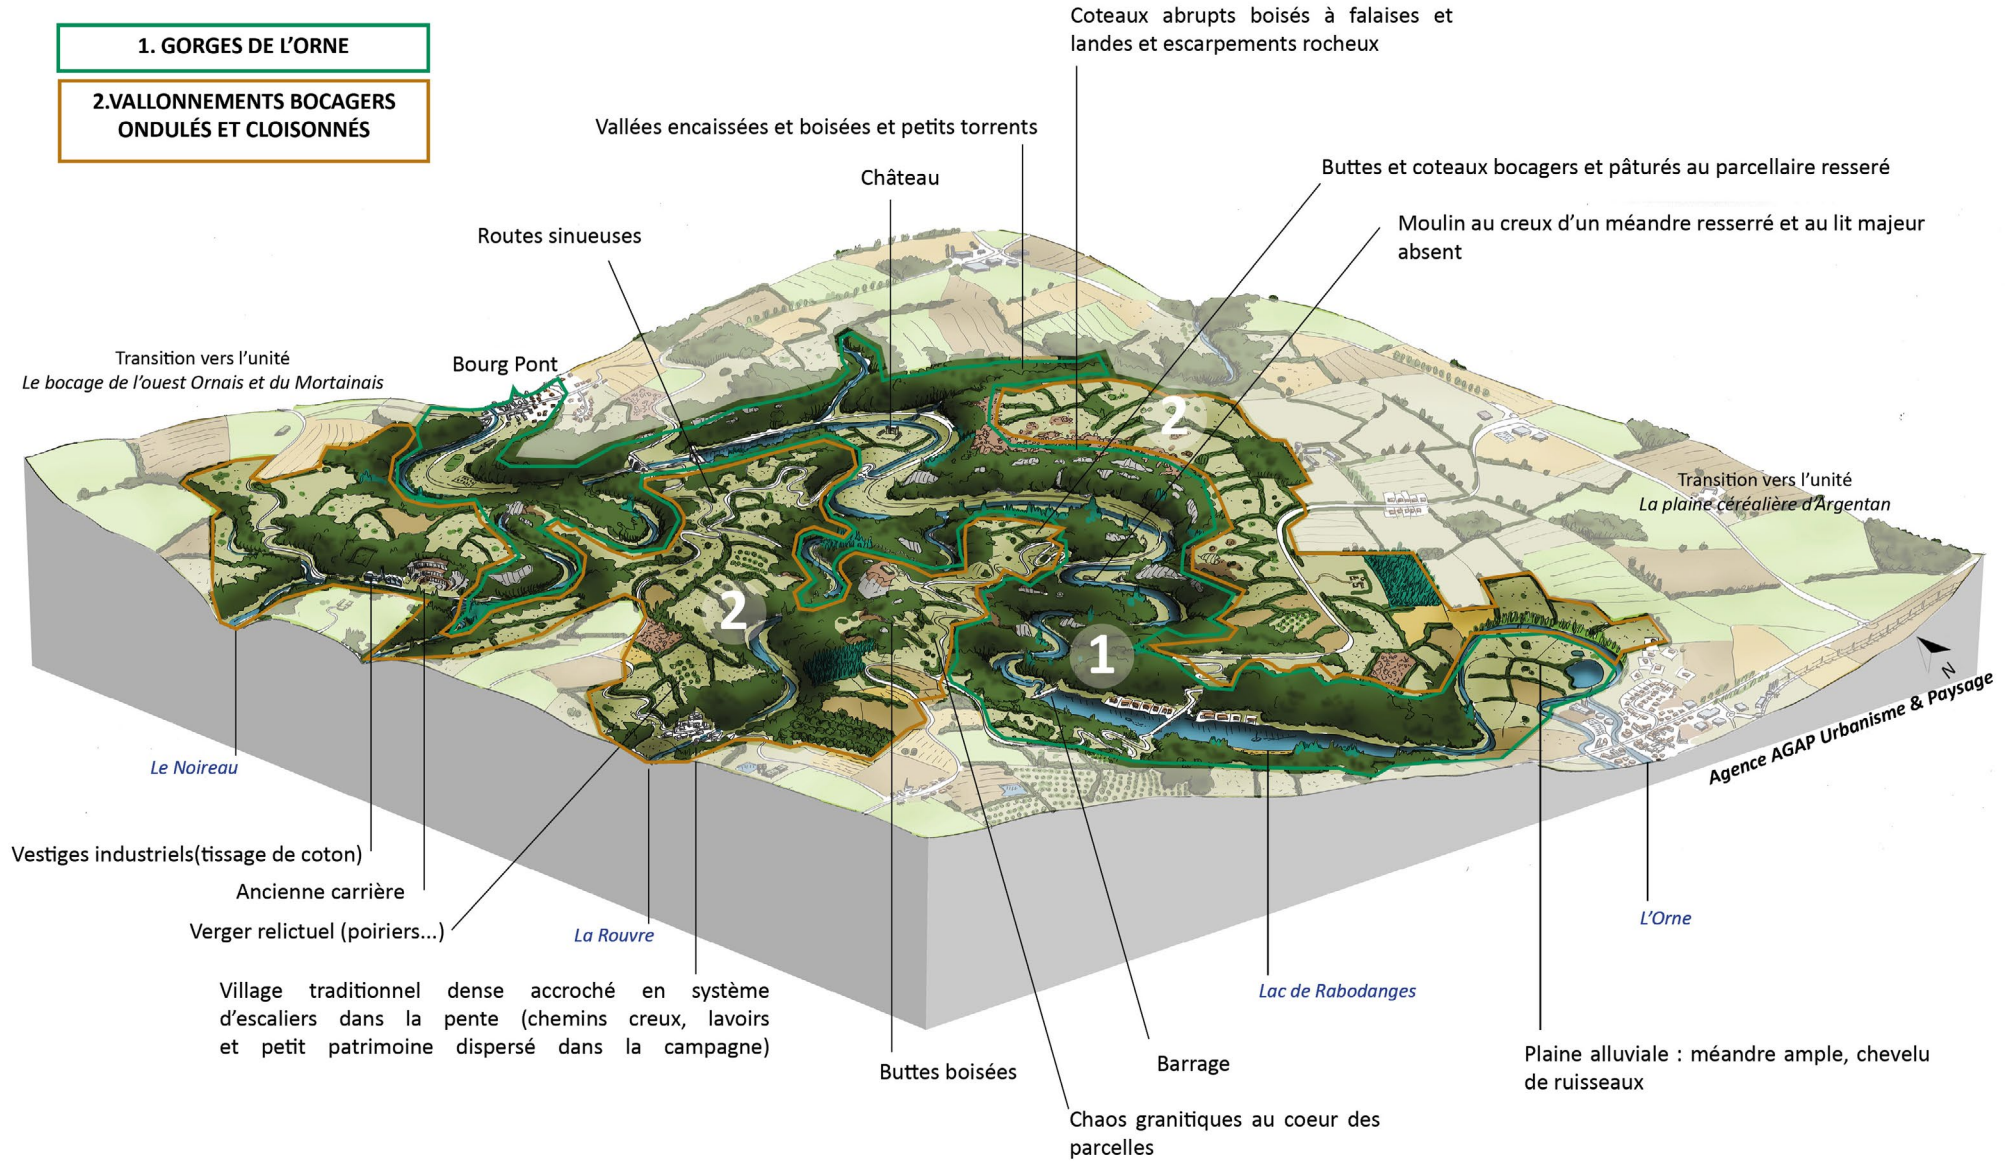 1. GORGES DE L'ORNE
2.VALLONNEMENTS BOCAGERS
ONDULÉS ET CLOISONNÉS
Coteaux abrupts boisés à falaises et
landes et escarpements rocheux
Vallées encaissées et boisées et petits torrents
Château
Buttes et coteaux bocagers et pâturés au parcellaire resseré
Routes sinueuses
Moulin au creux d'un méandre resserré et au lit majeur
absent
Transition vers l'unité
Le bocage de l'ouest Ornais et du Mortainais
Bourg Pont
Transition vers l'unité
La plaine céréalière d'Argentan
2
2
1
N
Agence AGAP Urbanisme & Paysage
Le Noireau
Vestiges industriels(tissage de coton)
Ancienne carrière
Verger relictuel (poiriers...)
La Rouvre
L'Orne
Lac de Rabodanges
Village traditionnel dense accroché en système
d'escaliers dans la pente (chemins creux, lavoirs
et petit patrimoine dispersé dans la campagne)
Buttes boisées
Barrage
Plaine alluviale : méandre ample, chevelu
de ruisseaux
Chaos granitiques au coeur des
parcelles